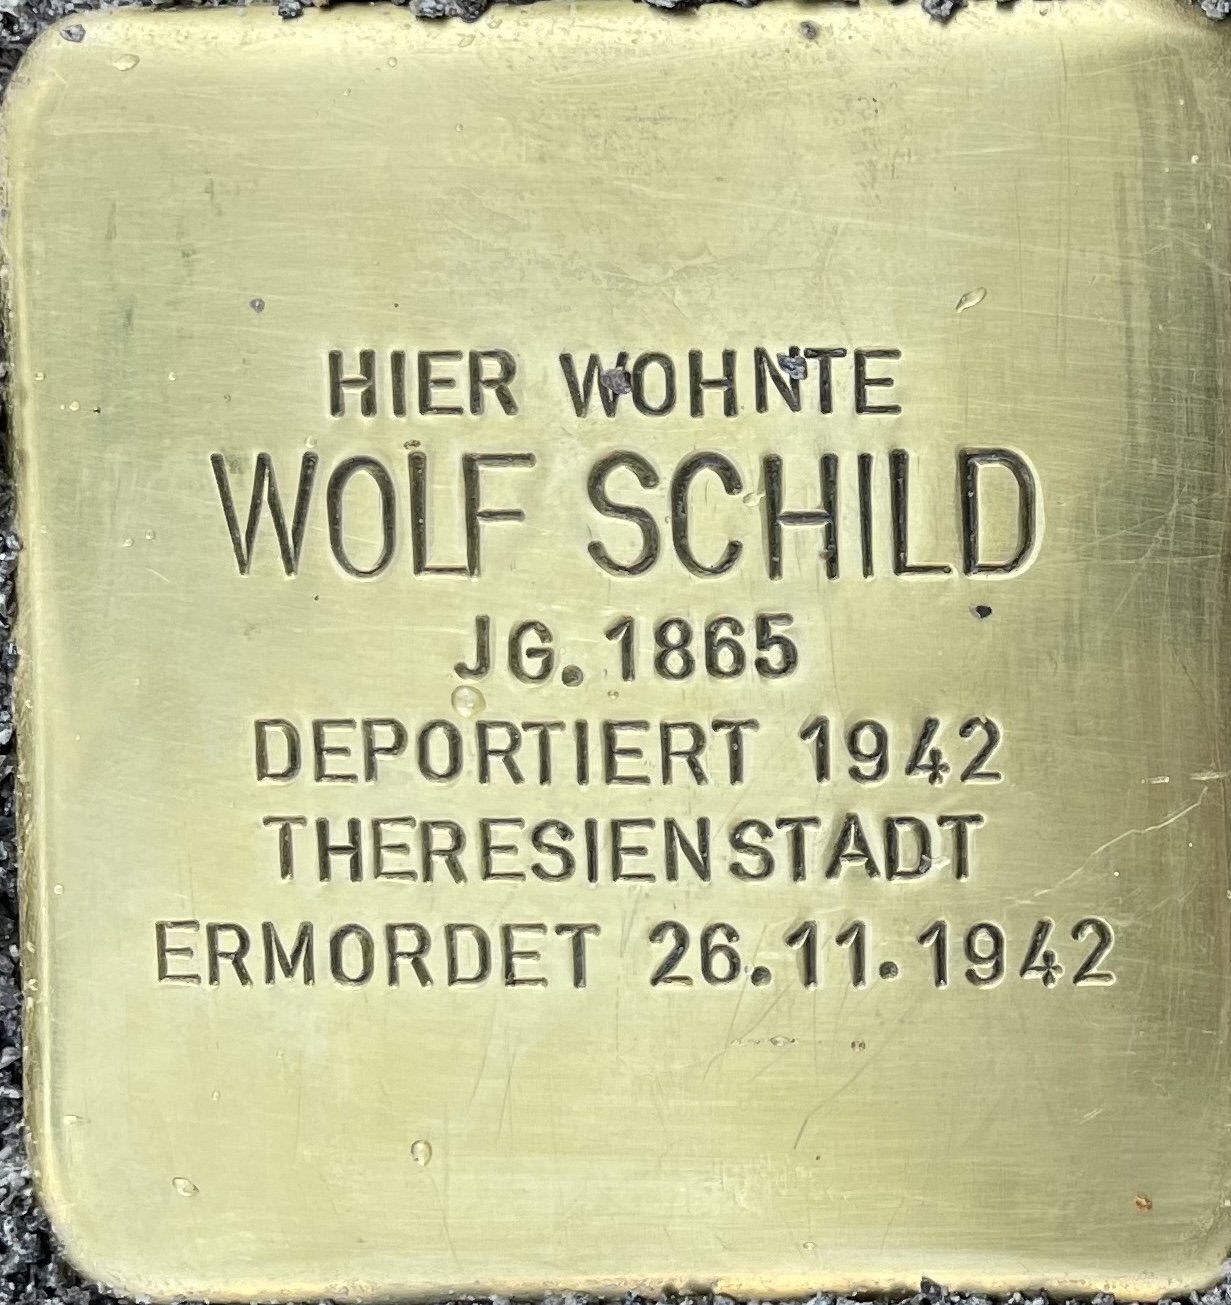 HIER WOHNTE
WOLF SCHILD
JG. 1865
DEPORTIERT 1942
THERESIENSTADT
ERMORDET 26.11.1942